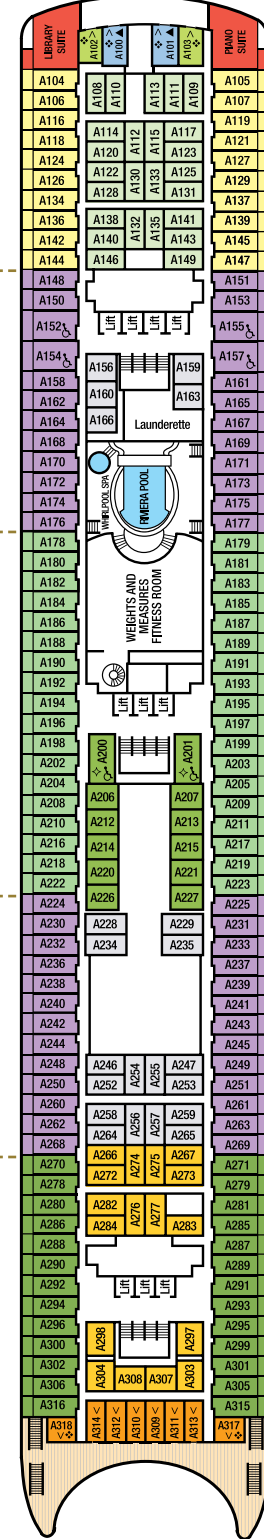 LIBRARY SUITE
A102 >
A100
A101
A103 >
PIANO SUITE
A104
A108
A110
A113
A111
A109
A105
A106
A107
A116
A114
A112
A115
A117
A119
A118
A120
A123
A121
A124
A122
A130
A133
A125
A127
A126
A128
A131
A129
A134
A137
A136
A138
A132
A135
A141
A139
A142
A140
A143
A145
A144
A146
A149
A147
A148
A151
A150
A153
A152
Lift
Lift
Lift
Lift
A155
A154
A156
A159
A157
A158
A161
A162
A160
A163
A165
A164
A166
Launderette
A167
A168
A169
A170
A171
A172
WHIRLPOOL SPA
RIVIERA POOL
A173
A174
A175
A176
A177
A178
A179
A180
A181
A182
WEIGHTS AND
MEASURES
FITNESS ROOM
A183
A184
A185
A186
A187
A188
A189
A190
A191
A192
A193
A194
Lift
Lift
Lift
A195
A196
A197
A198
A200
A201
A199
A202
A203
A204
A205
A208
A206
A207
A209
A210
A212
A213
A211
A216
A214
A215
A217
A218
A220
A221
A219
A222
A226
A227
A223
A224
A225
A230
A228
A229
A231
A232
A234
A235
A233
A236
A237
A238
A239
A240
A241
A242
A243
A244
A245
A248
A246
A254
A255
A247
A249
A250
A252
A253
A251
A260
A258
A256
A257
A259
A261
A262
A264
A265
A263
A268
A266
A274
A275
A267
A269
A270
A272
A273
A271
A278
A279
A280
A282
A276
A277
A281
A286
A284
A283
A285
A288
A287
A290
A289
A292
Lift
Lift
Lift
A291
A294
A293
A296
A298
A297
A295
A300
A299
A302
A304
A308
A307
A303
A301
A306
A305
A316
A315
A318
A314 <
A312 <
A310 <
A309 <
A311 <
A313 <
A317